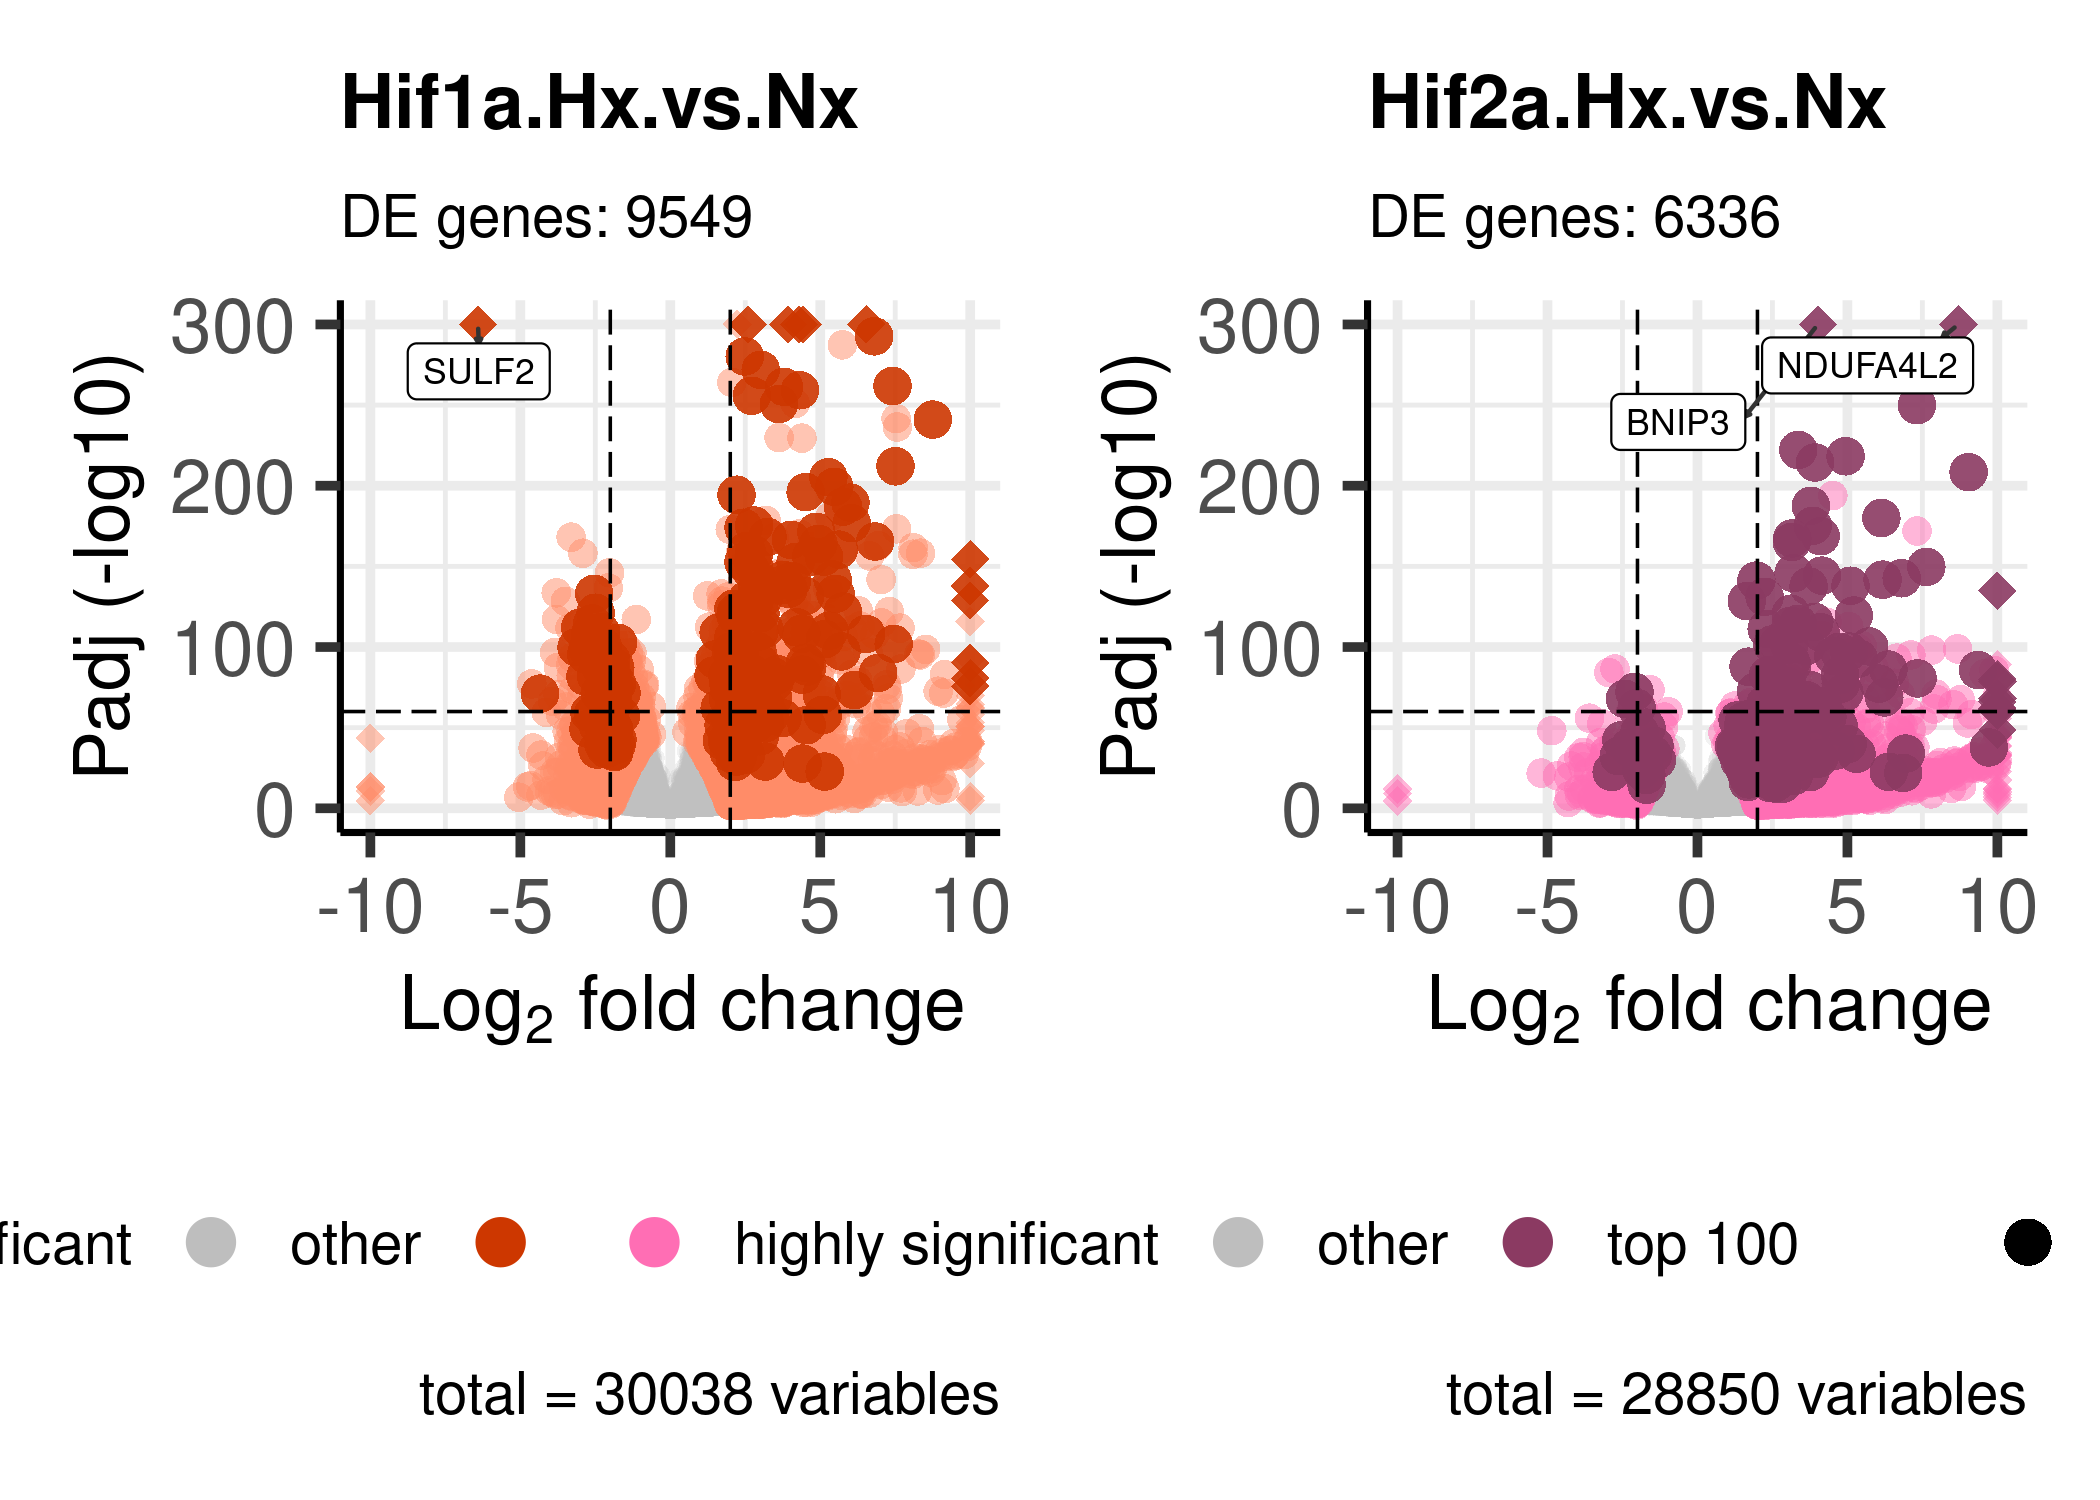 Hif1a.Hx.vs.Nx
DE genes: 9549
Padj (-log10)
300
200
100
0
SULF2
-10 -5 0 5 10
Log2 fold change
Hif2a.Hx.vs.Nx
DE genes: 6336
Padj (-log10)
300
200
100
0
NDUFA4L2
BNIP3
-10 -5 0 5 10
Log2 fold change
ficant other highly significant other top 100
total = 30038 variables
total = 28850 variables